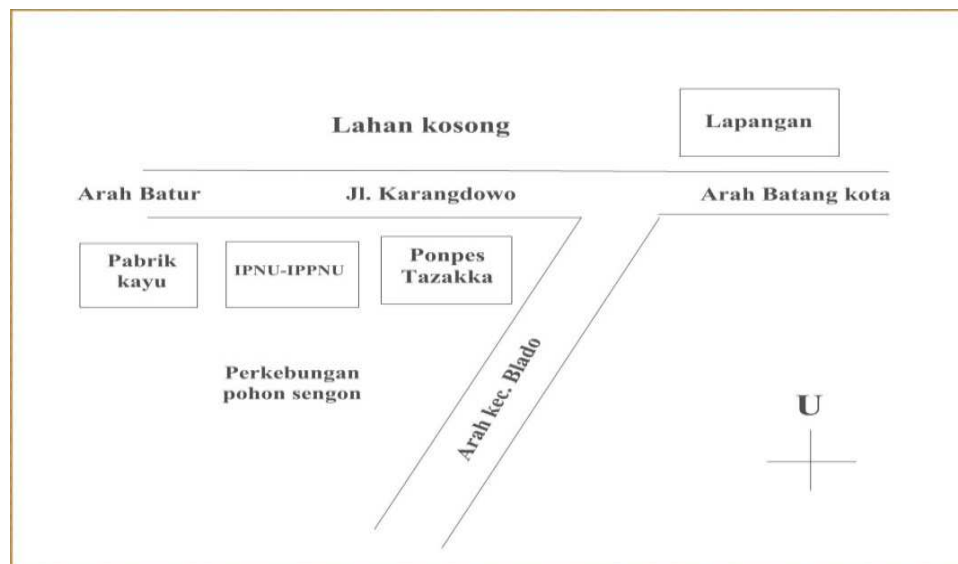 Lahan kosong
Lapangan
Arah Batur
Jl. Karangdowo
Arah Batang kota
Pabrik
kayu
IPNU-IPPNU
Ponpes
Tazakka
Perkebungan
pohon sengon
Arah kec. Blado
U